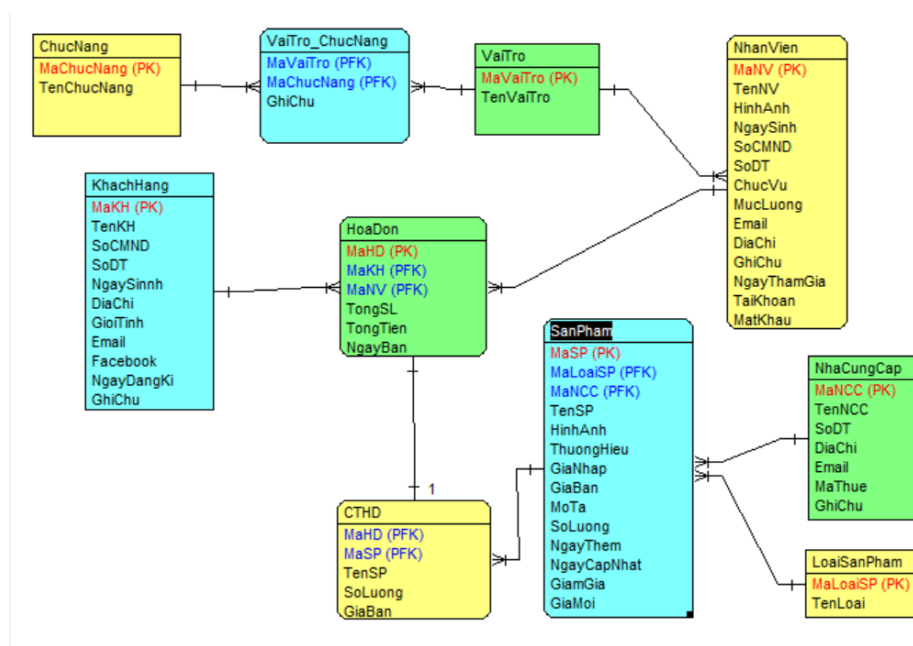 ChucNang
MaChucNang (PK)
TenChucNang
VaiTro_ChucNang
MaVaiTro (PFK)
MaChucNang (PFK)
GhiChu
VaiTro
MaVaiTro (PK)
TenVaiTro
NhanVien
MaNV (PK)
TenNV
HinhAnh
NgaySinh
SoCMND
SoDT
ChucVu
MucLuong
Email
DiaChi
GhiChu
NgayThamGia
TaiKhoan
MatKhau
KhachHang
MaKH (PK)
TenKH
SoCMND
SoDT
NgaySinnh
DiaChi
GioiTinh
Email
Facebook
NgayDangKi
GhiChu
HoaDon
MaHD (PK)
MaKH (PFK)
MaNV (PFK)
TongSL
TongTien
NgayBan
SanPham
MaSP (PK)
MaLoaiSP (PFK)
MaNCC (PFK)
TenSP
HinhAnh
ThuongHieu
GiaNhap
GiaBan
MoTa
SoLuong
NgayThem
NgayCapNhat
GiamGia
GiaMoi
NhaCungCap
MaNCC (PK)
TenNCC
SoDT
DiaChi
Email
MaThue
GhiChu
1
CTHD
MaHD (PFK)
MaSP (PFK)
TenSP
SoLuong
GiaBan
LoaiSanPham
MaLoaiSP (PK)
TenLoai